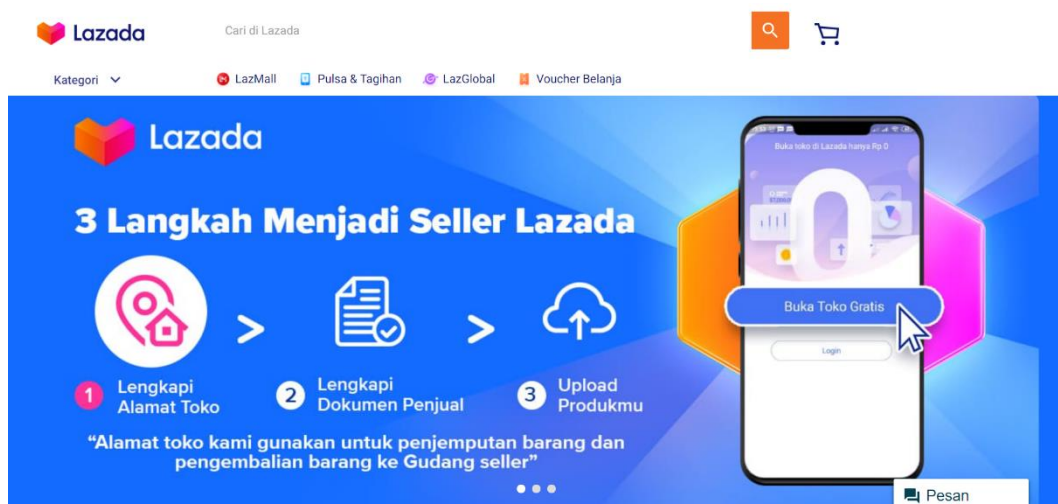 Lazada
Cari di Lazada
Kategori
LazMall
Pulsa & Tagihan
LazGlobal
Voucher Belanja
Lazada
3 Langkah Menjadi Seller Lazada
>
>
1 Lengkapi
Alamat Toko
2 Lengkapi
Dokumen Penjual
3 Upload
Produkmu
“Alamat toko kami gunakan untuk penjemputan barang dan
pengembalian barang ke Gudang seller”
Buka toko di Lazada hanya Rp 0
0
Buka Toko Gratis
Login
Pesan